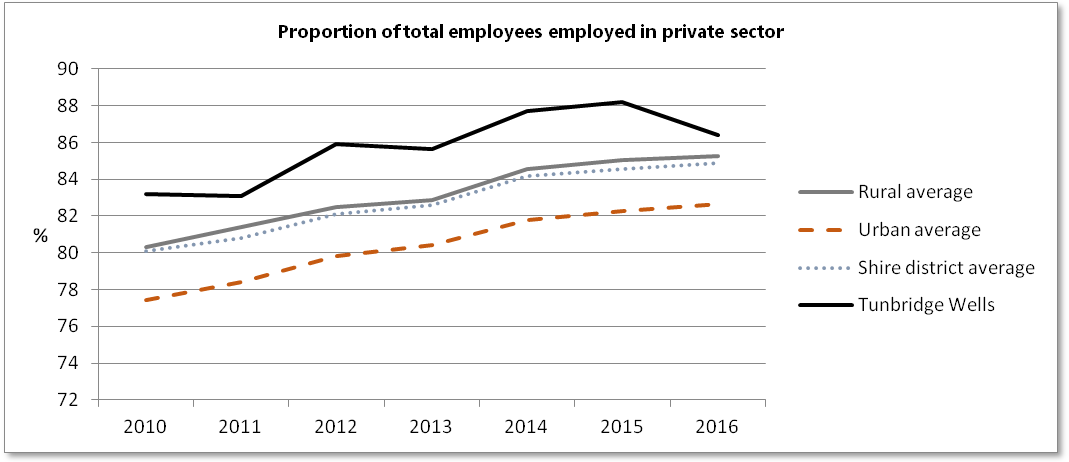 Proportion of total employees employed in private sector
90
88
86
84
82
80
78
76
74
72
%
2010 2011 2012 2013 2014 2015 2016
Rural average
Urban average
Shire district average
Tunbridge Wells